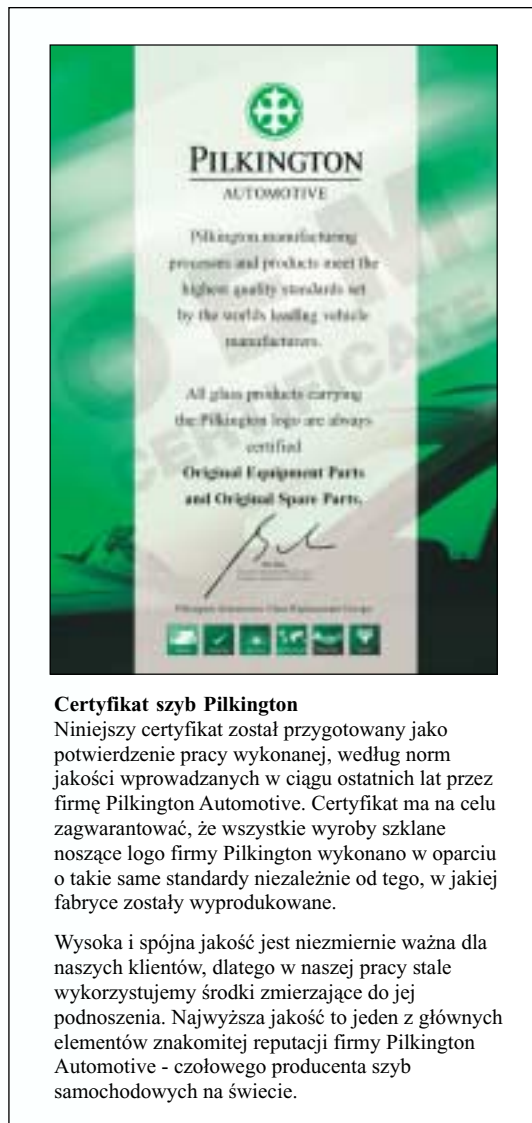 PILKINGTON
AUTOMOTIVE
OEM
CERTIFICATE
Pilkington manufacturing
processes and products meet the
highest quality standards set
by the worlds leading vehicle
manufacturers.
All glass products carrying
the Pilkington logo are always
certified
Original Equipment Parts
and Original Spare Parts.
Certyfikat szyb Pilkington
Niniejszy certyfikat został przygotowany jako
potwierdzenie pracy wykonanej, według norm
jakości wprowadzanych w ciągu ostatnich lat przez
firmę Pilkington Automotive. Certyfikat ma na celu
zagwarantować, że wszystkie wyroby szklane
noszące logo firmy Pilkington wykonano w oparciu
o takie same standardy niezależnie od tego, w jakiej
fabryce zostały wyprodukowane.
Wysoka i spójna jakość jest niezmiernie ważna dla
naszych klientów, dlatego w naszej pracy stale
wykorzystujemy środki zmierzające do jej
podnoszenia. Najwyższa jakość to jeden z głównych
elementów znakomitej reputacji firmy Pilkington
Automotive - czołowego producenta szyb
samochodowych na świecie.